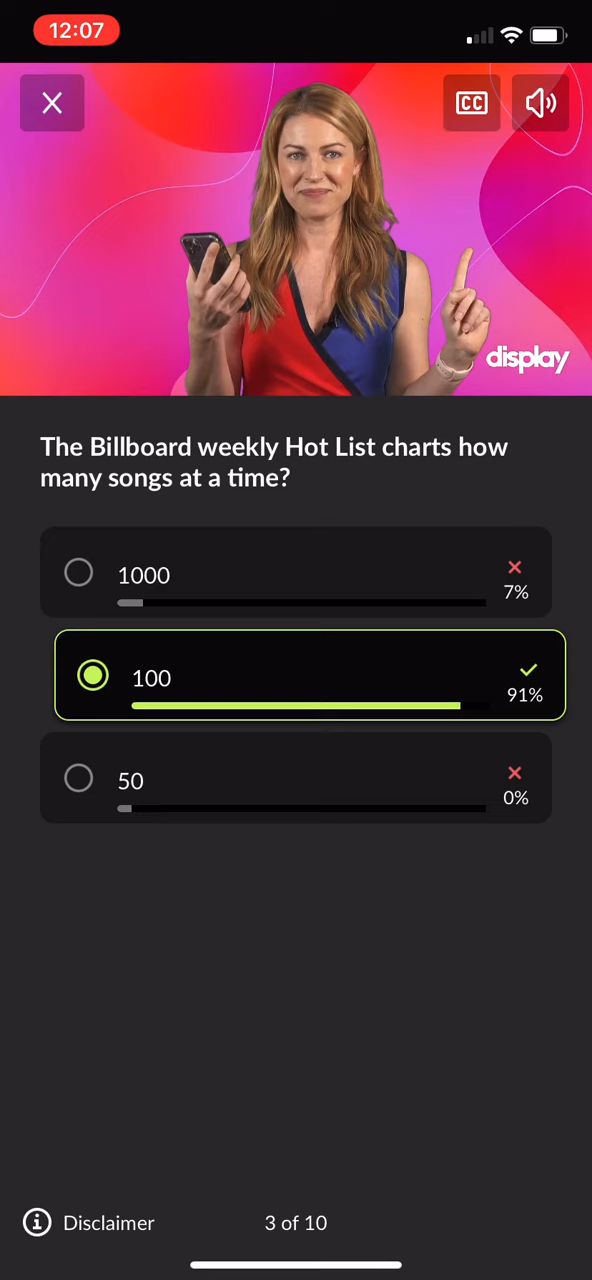 12:07
CC
display
The Billboard weekly Hot List charts how
many songs at a time?
1000
7%
100
91%
50
0%
Disclaimer
3 of 10